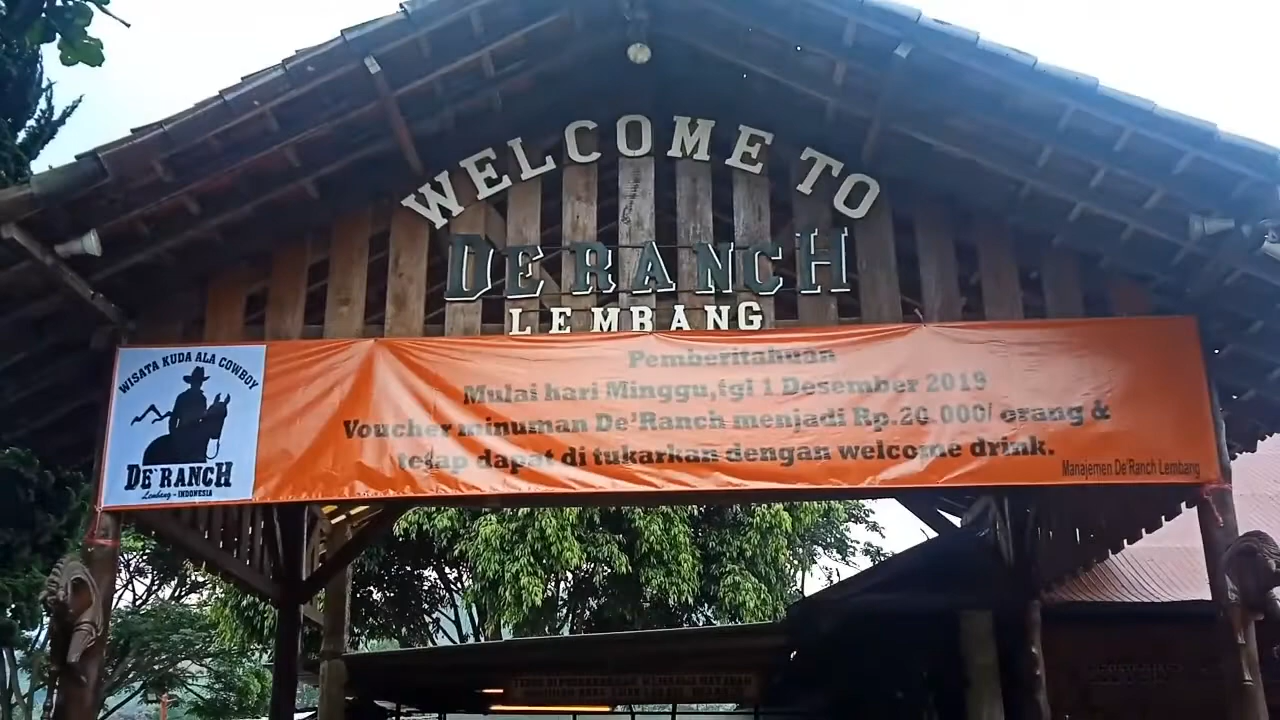 WELCOME TO
DE RANCH
LEMBANG
WISATA KUDA ALA COWBOY
DE'RANCH
Lembang - INDONESIA
Pemberitahuan
Mulai hari Minggu,tgl 1 Desember 2019
Voucher minuman De'Ranch menjadi Rp.20.000/ orang &
tetap dapat di tukarkan dengan welcome drink.
Manajemen De'Ranch Lembang